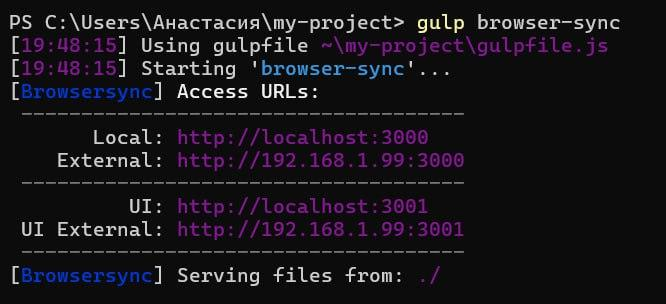 PS C:\Users\Анастасия\my-project> gulp browser-sync
[19:48:15] Using gulpfile ~\my-project\gulpfile.js
[19:48:15] Starting 'browser-sync'...
[Browsersync] Access URLs:
--------------------------------------
Local: http://localhost:3000
External: http://192.168.1.99:3000
--------------------------------------
UI: http://localhost:3001
UI External: http://192.168.1.99:3001
--------------------------------------
[Browsersync] Serving files from: ./